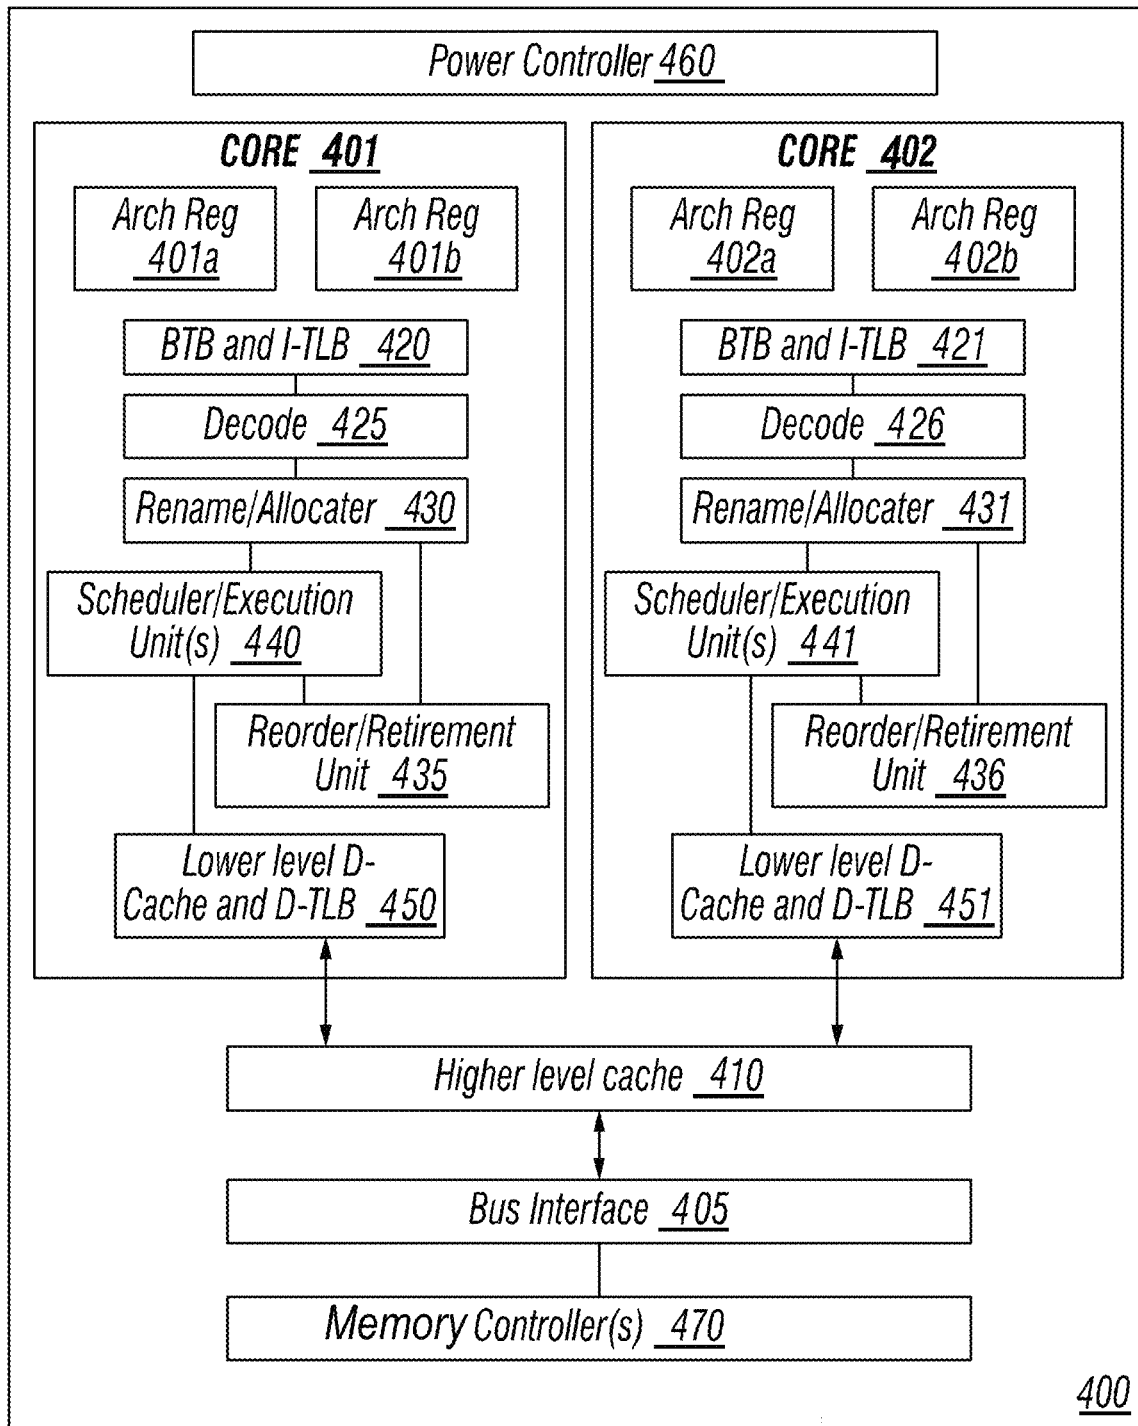 Power Controller 460
CORE 401
Arch Reg
401a
Arch Reg
401b
BTB and I-TLB 420
Decode 425
Rename/Allocater 430
Scheduler/Execution
Unit(s) 440
Reorder/Retirement
Unit 435
Lower level D-
Cache and D-TLB 450
CORE 402
Arch Reg
402a
Arch Reg
402b
BTB and I-TLB 421
Decode 426
Rename/Allocater 431
Scheduler/Execution
Unit(s) 441
Reorder/Retirement
Unit 436
Lower level D-
Cache and D-TLB 451
Higher level cache 410
Bus Interface 405
Memory Controller(s) 470
400